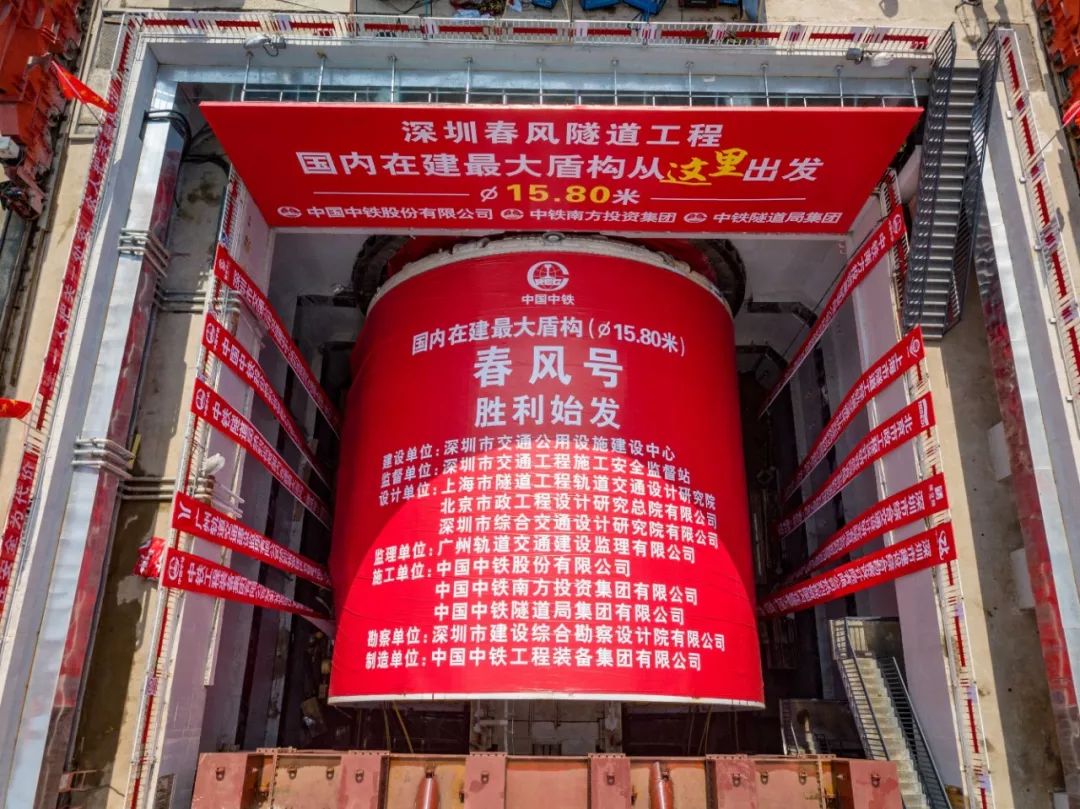 深圳春风隧道工程
国内在建最大盾构从这里出发
ø15.80米
中国中铁股份有限公司 中铁南方投资集团 中铁隧道局集团
CREC
中国中铁
国内在建最大盾构(ø15.80米)
春风号
胜利始发
建设单位:深圳市交通公用设施建设中心
监督单位:深圳市交通工程施工安全监督站
设计单位:上海市隧道工程轨道交通设计研究院
北京市政工程设计研究总院有限公司
深圳市综合交通设计研究院有限公司
监理单位:广州轨道交通建设监理有限公司
施工单位:中国中铁股份有限公司
中国中铁南方投资集团有限公司
中国中铁隧道局集团有限公司
勘察单位:深圳市建设综合勘察设计院有限公司
制造单位:中国中铁工程装备集团有限公司